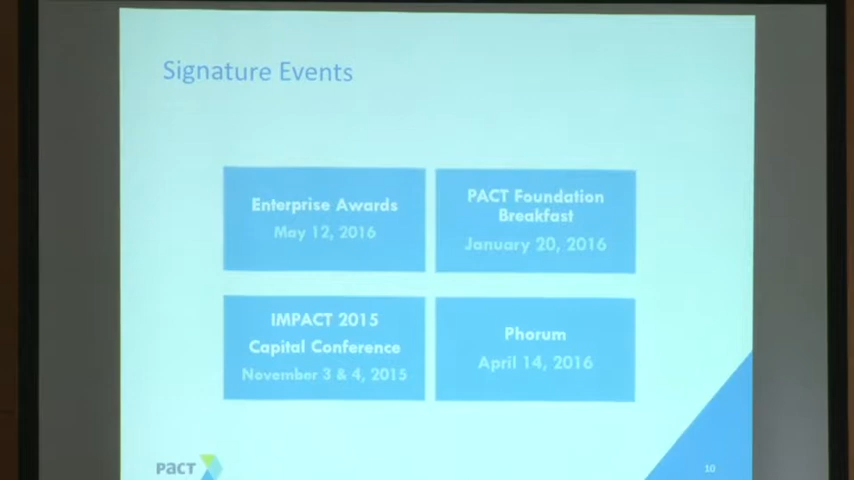 Signature Events
Enterprise Awards
May 12, 2016
PACT Foundation
Breakfast
January 20, 2016
IMPACT 2015
Capital Conference
November 3 & 4, 2015
Phorum
April 14, 2016
PACT
10